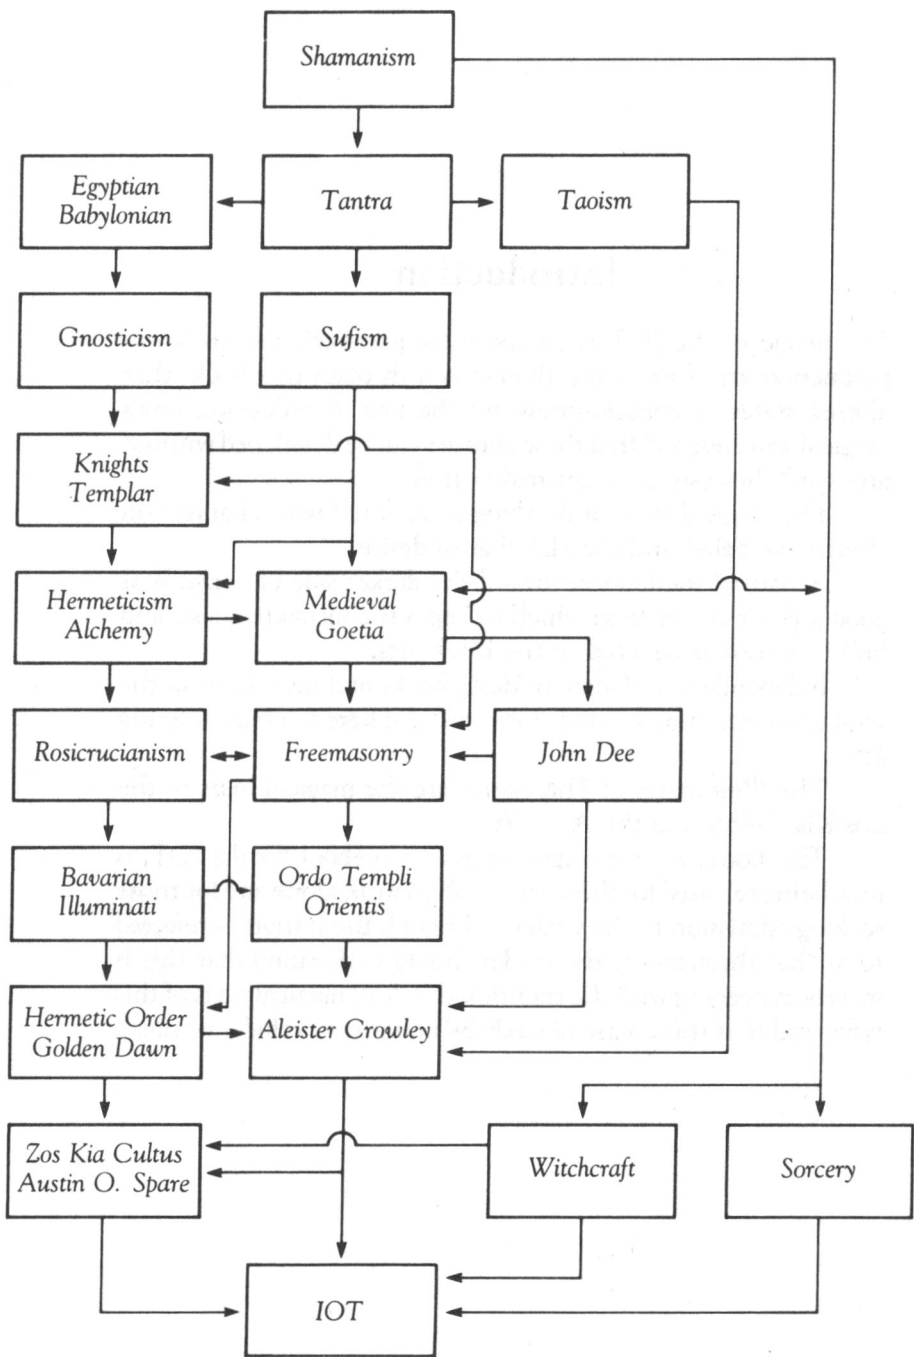 Shamanism
Egyptian
Babylonian
Tantra
Taoism
Gnosticism
Sufism
Knights
Templar
Hermeticism
Alchemy
Medieval
Goetia
Rosicrucianism
Freemasonry
John Dee
Bavarian
Illuminati
Ordo Templi
Orientis
Hermetic Order
Golden Dawn
Aleister Crowley
Zos Kia Cultus
Austin O. Spare
Witchcraft
Sorcery
IOT